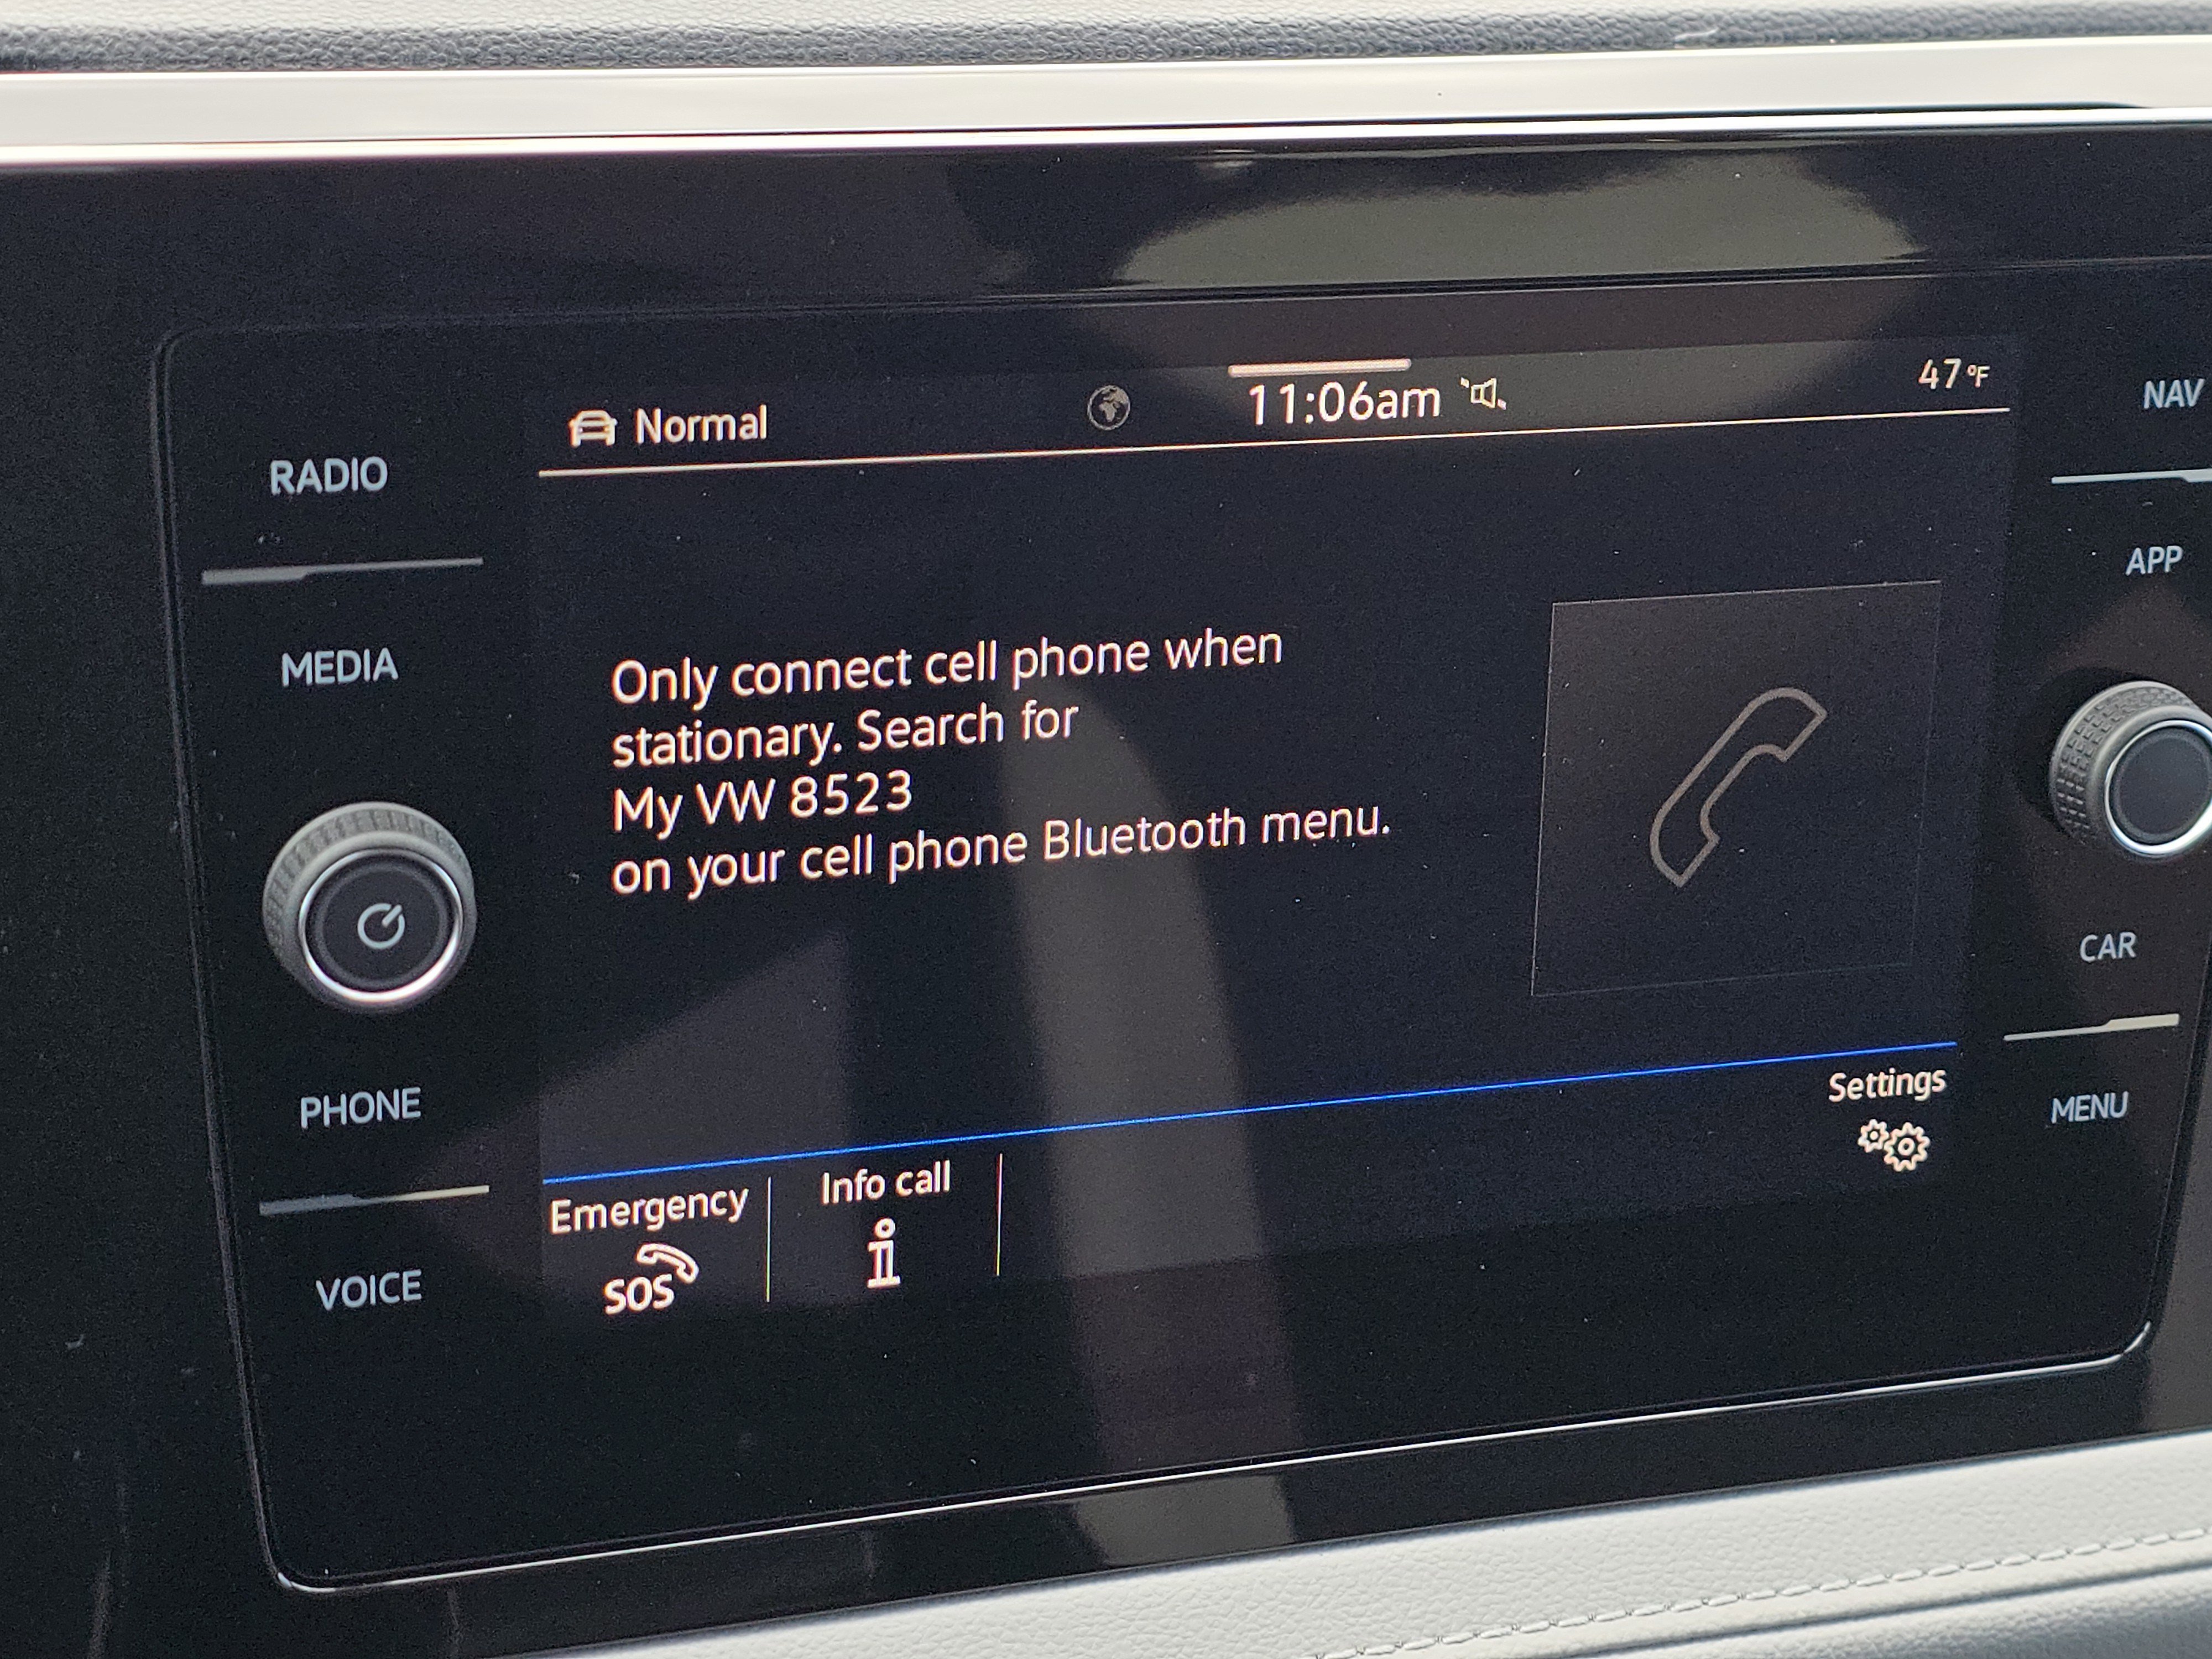 Normal
11:06am
47°F
RADIO
MEDIA
PHONE
VOICE
Only connect cell phone when
stationary. Search for
My VW 8523
on your cell phone Bluetooth menu.
Emergency
SOS
Info call
i
Settings
NAV
APP
CAR
MENU